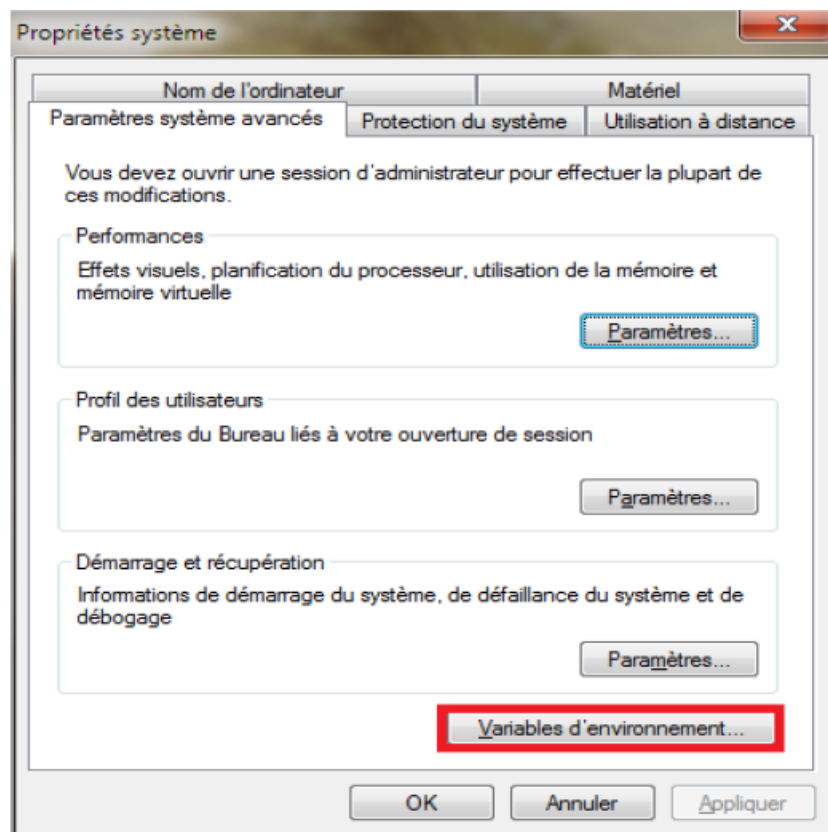 Propriétés système
Nom de l'ordinateur
Matériel
Paramètres système avancés
Protection du système
Utilisation à distance
Vous devez ouvrir une session d'administrateur pour effectuer la plupart de
ces modifications.
Performances
Effets visuels, planification du processeur, utilisation de la mémoire et
mémoire virtuelle
Paramètres...
Profil des utilisateurs
Paramètres du Bureau liés à votre ouverture de session
Paramètres...
Démarrage et récupération
Informations de démarrage du système, de défaillance du système et de
débogage
Paramètres...
Variables d'environnement...
OK
Annuler
Appliquer